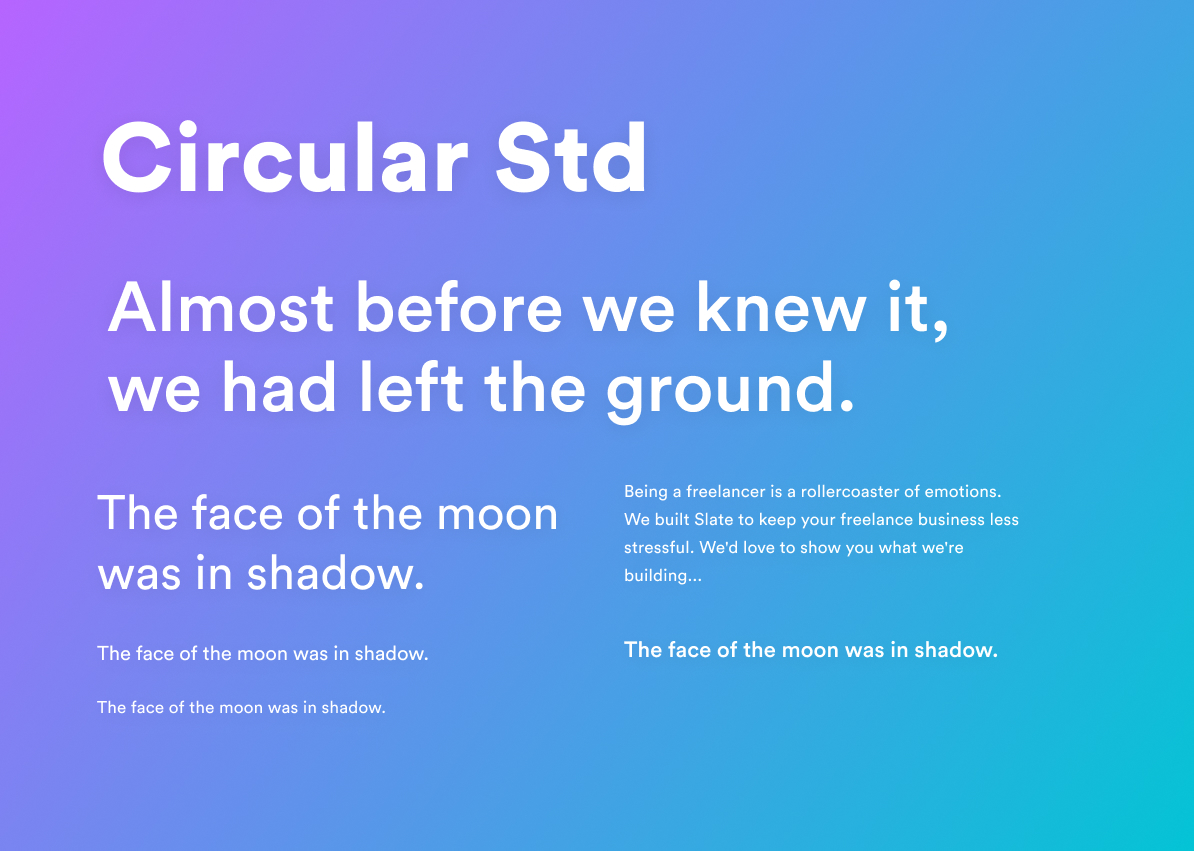 Circular Std
Almost before we knew it,
we had left the ground.
The face of the moon
was in shadow.
The face of the moon was in shadow.
The face of the moon was in shadow.
Being a freelancer is a rollercoaster of emotions.
We built Slate to keep your freelance business less
stressful. We'd love to show you what we're
building...
The face of the moon was in shadow.